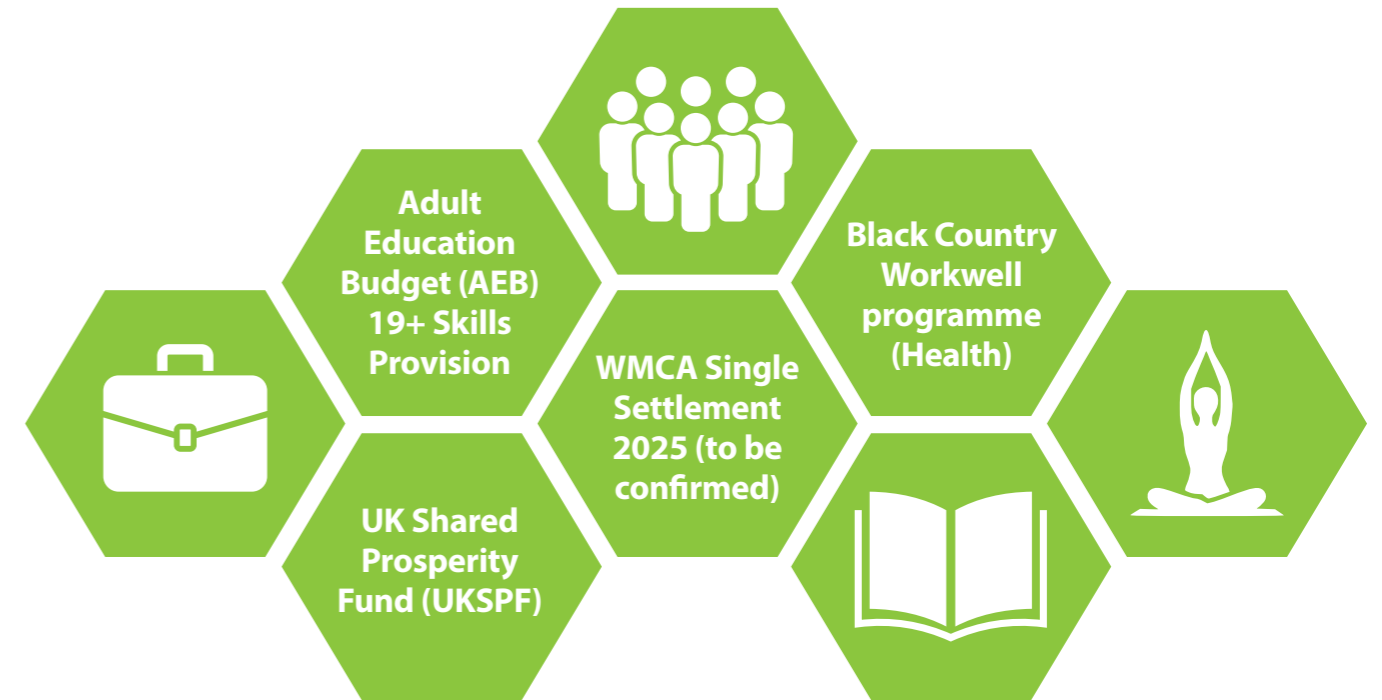 Adult
Education
Budget (AEB)
19+ Skills
Provision
Black Country
Workwell
programme
(Health)
WMCA Single
Settlement
2025 (to be
confirmed)
UK Shared
Prosperity
Fund (UKSPF)